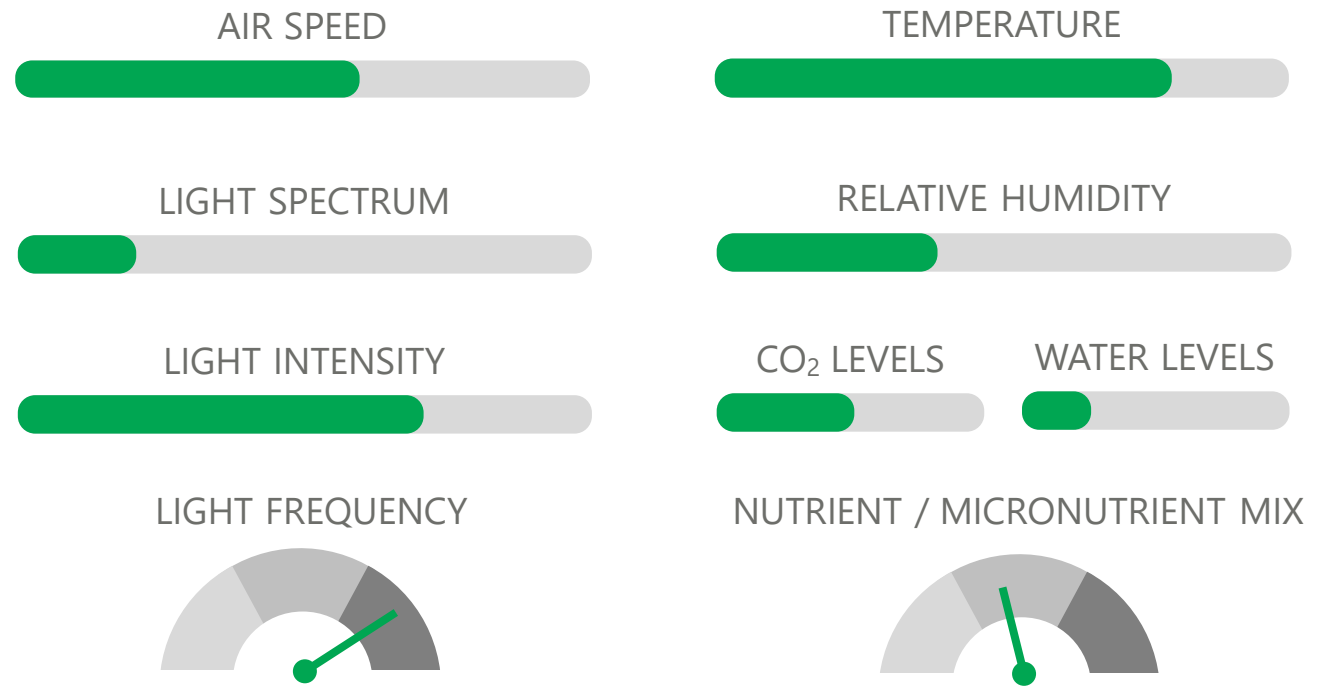 AIR SPEED
TEMPERATURE
LIGHT SPECTRUM
RELATIVE HUMIDITY
LIGHT INTENSITY
CO₂ LEVELS
WATER LEVELS
LIGHT FREQUENCY
NUTRIENT / MICRONUTRIENT MIX